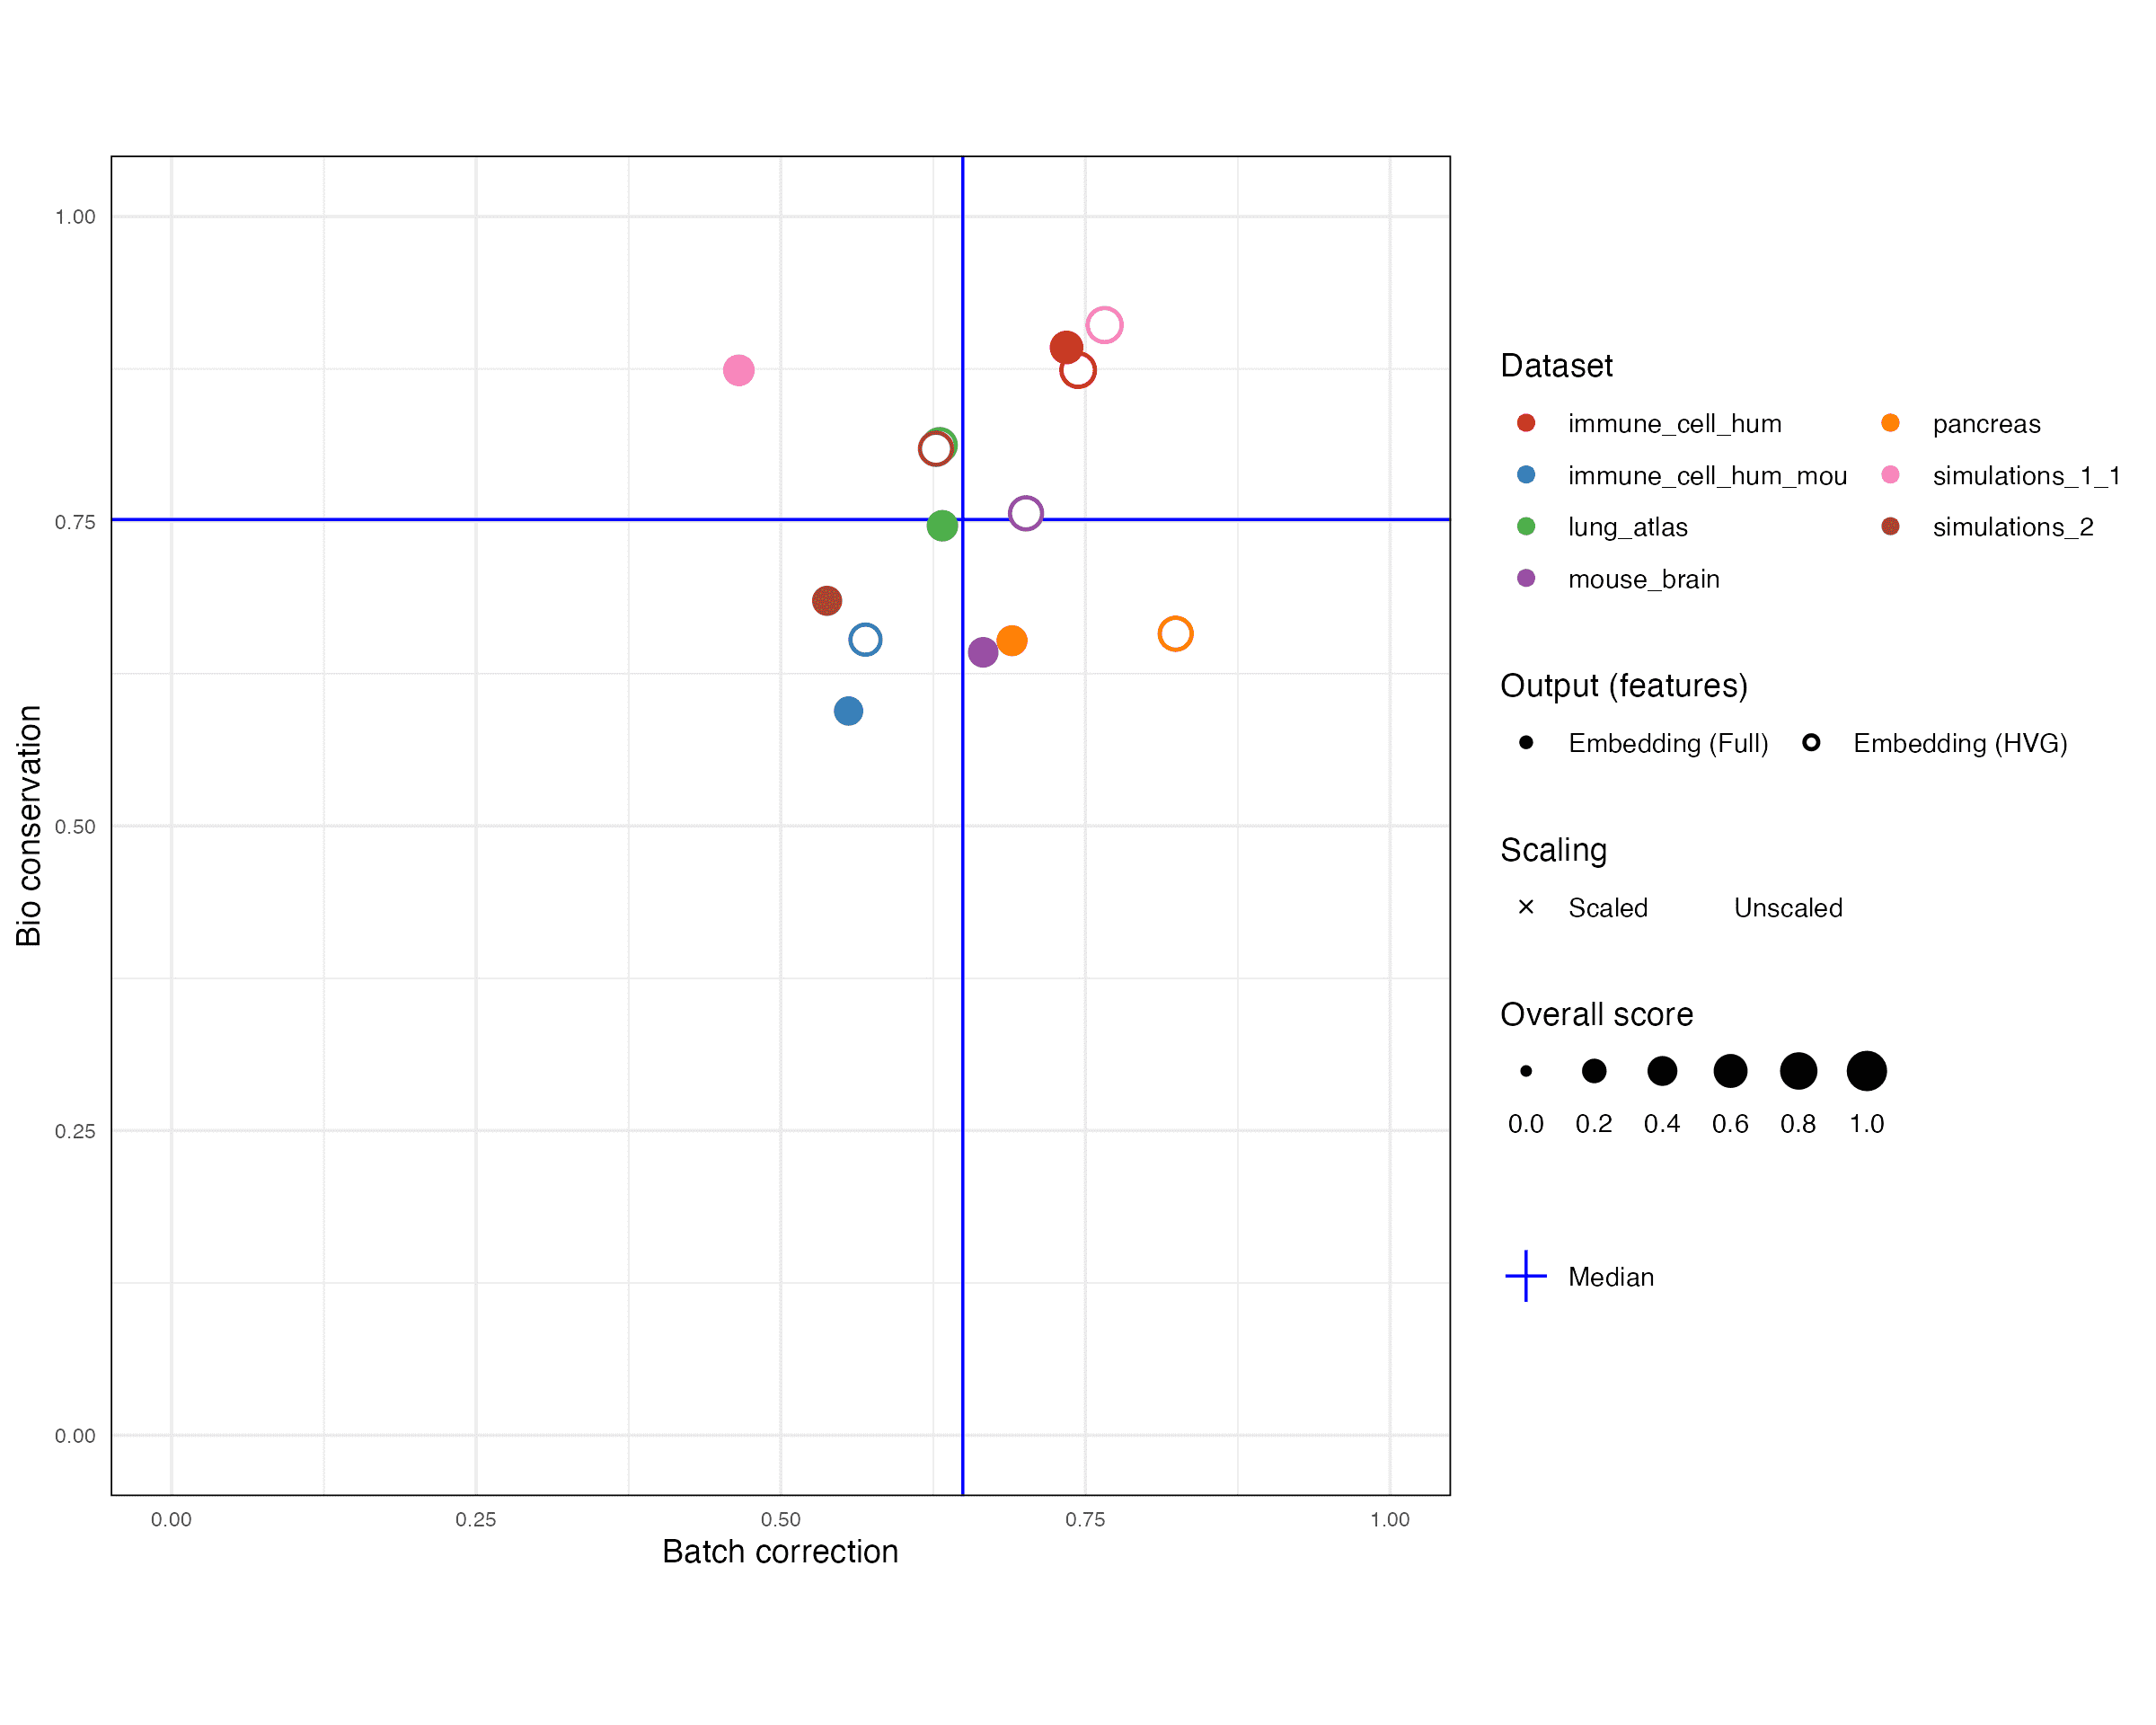 1.00
0.75
0.50
0.25
0.00
Bio conservation
0.00 0.25 0.50 0.75 1.00
Batch correction
Dataset
immune_cell_hum pancreas
immune_cell_hum_mou simulations_1_1
lung_atlas simulations_2
mouse_brain
Output (features)
Embedding (Full) Embedding (HVG)
Scaling
Scaled Unscaled
Overall score
0.0 0.2 0.4 0.6 0.8 1.0
Median